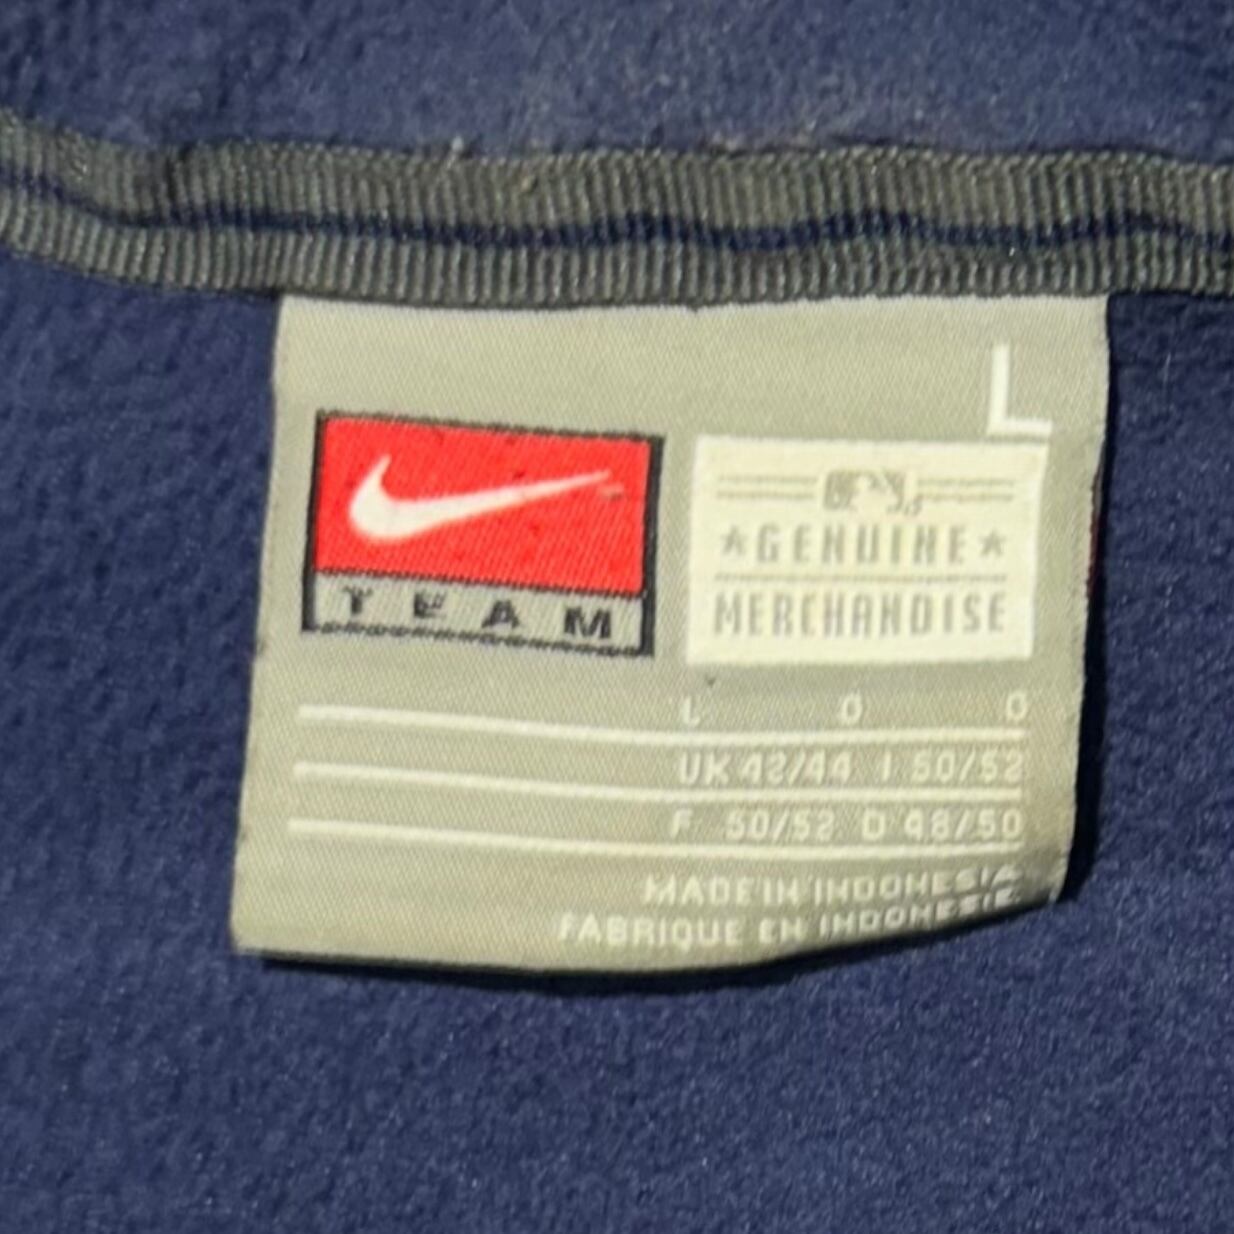 L
TEAM
★GENUINE★
MERCHANDISE
L G G
UK 42/44 I 50/52
F 50/52 D 48/50
MADE IN INDONESIA
FABRIQUE EN INDONESIE